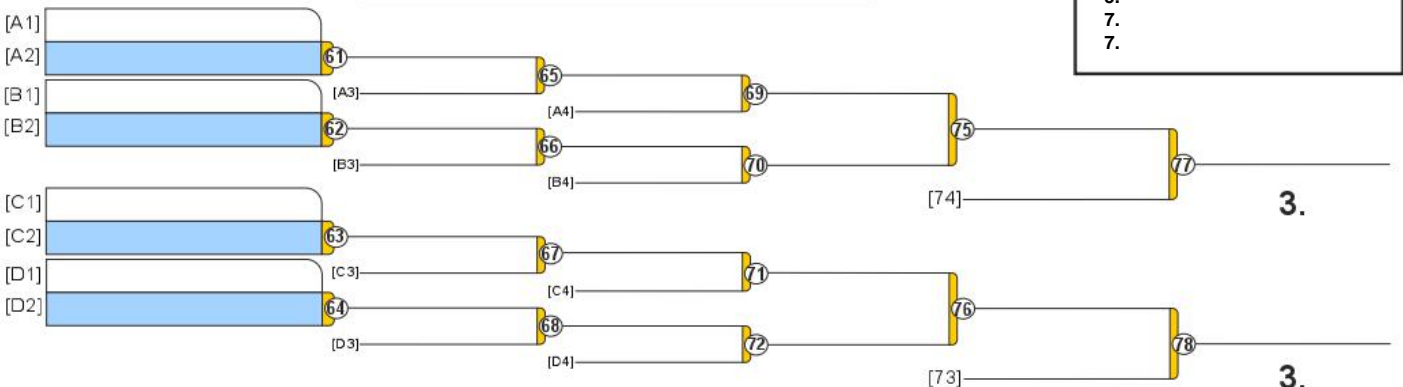 7.
7.
[A1]
[A2]
61
[A3]
65
[A4]
69
[B1]
[B2]
62
[B3]
66
[B4]
70
75
[74]
77
3.
[C1]
[C2]
63
[C3]
67
[C4]
71
[D1]
[D2]
64
[D3]
68
[D4]
72
76
[73]
78
3.